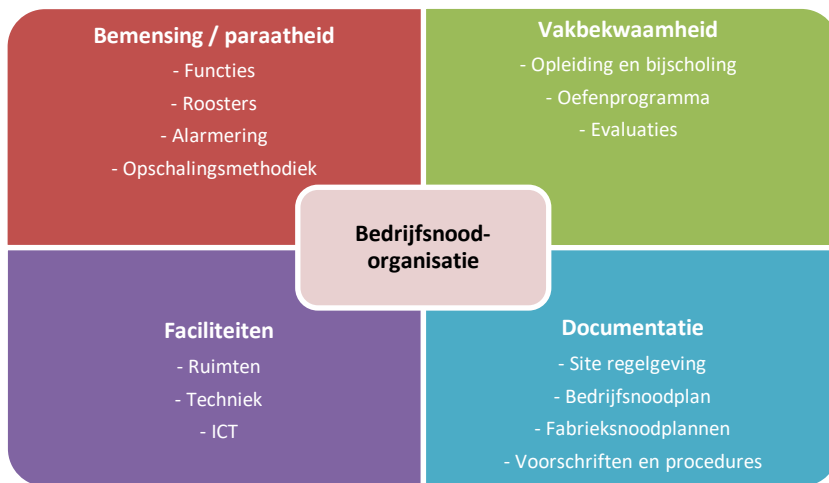 Bemensing / paraatheid
- Functies
- Roosters
- Alarmering
- Opschalingsmethodiek
Vakbekwaamheid
- Opleiding en bijscholing
- Oefenprogramma
- Evaluaties
Bedrijfsnood-
organisatie
Faciliteiten
- Ruimten
- Techniek
- ICT
Documentatie
- Site regelgeving
- Bedrijfsnoodplan
- Fabrieksnoodplannen
- Voorschriften en procedures